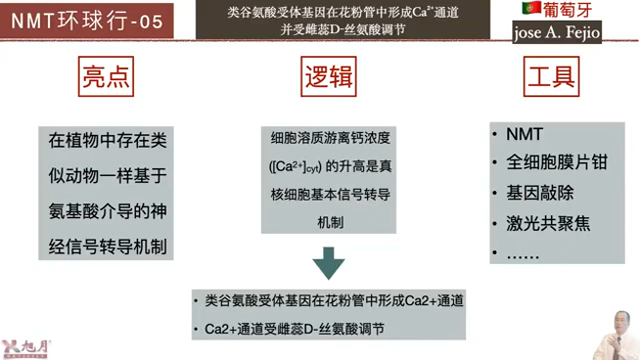 NMT环球行-05
类谷氨酸受体基因在花粉管中形成Ca²⁺通道
并受雌蕊D-丝氨酸调节
葡萄牙
jose A. Fejio
亮点
逻辑
工具
在植物中存在类
似动物一样基于
氨基酸介导的神
经信号转导机制
细胞溶质游离钙浓度
([Ca²⁺]cyt) 的升高是真
核细胞基本信号转导
机制
• NMT
• 全细胞膜片钳
• 基因敲除
• 激光共聚焦
• ……
• 类谷氨酸受体基因在花粉管中形成Ca2+通道
• Ca2+通道受雌蕊D-丝氨酸调节
旭月